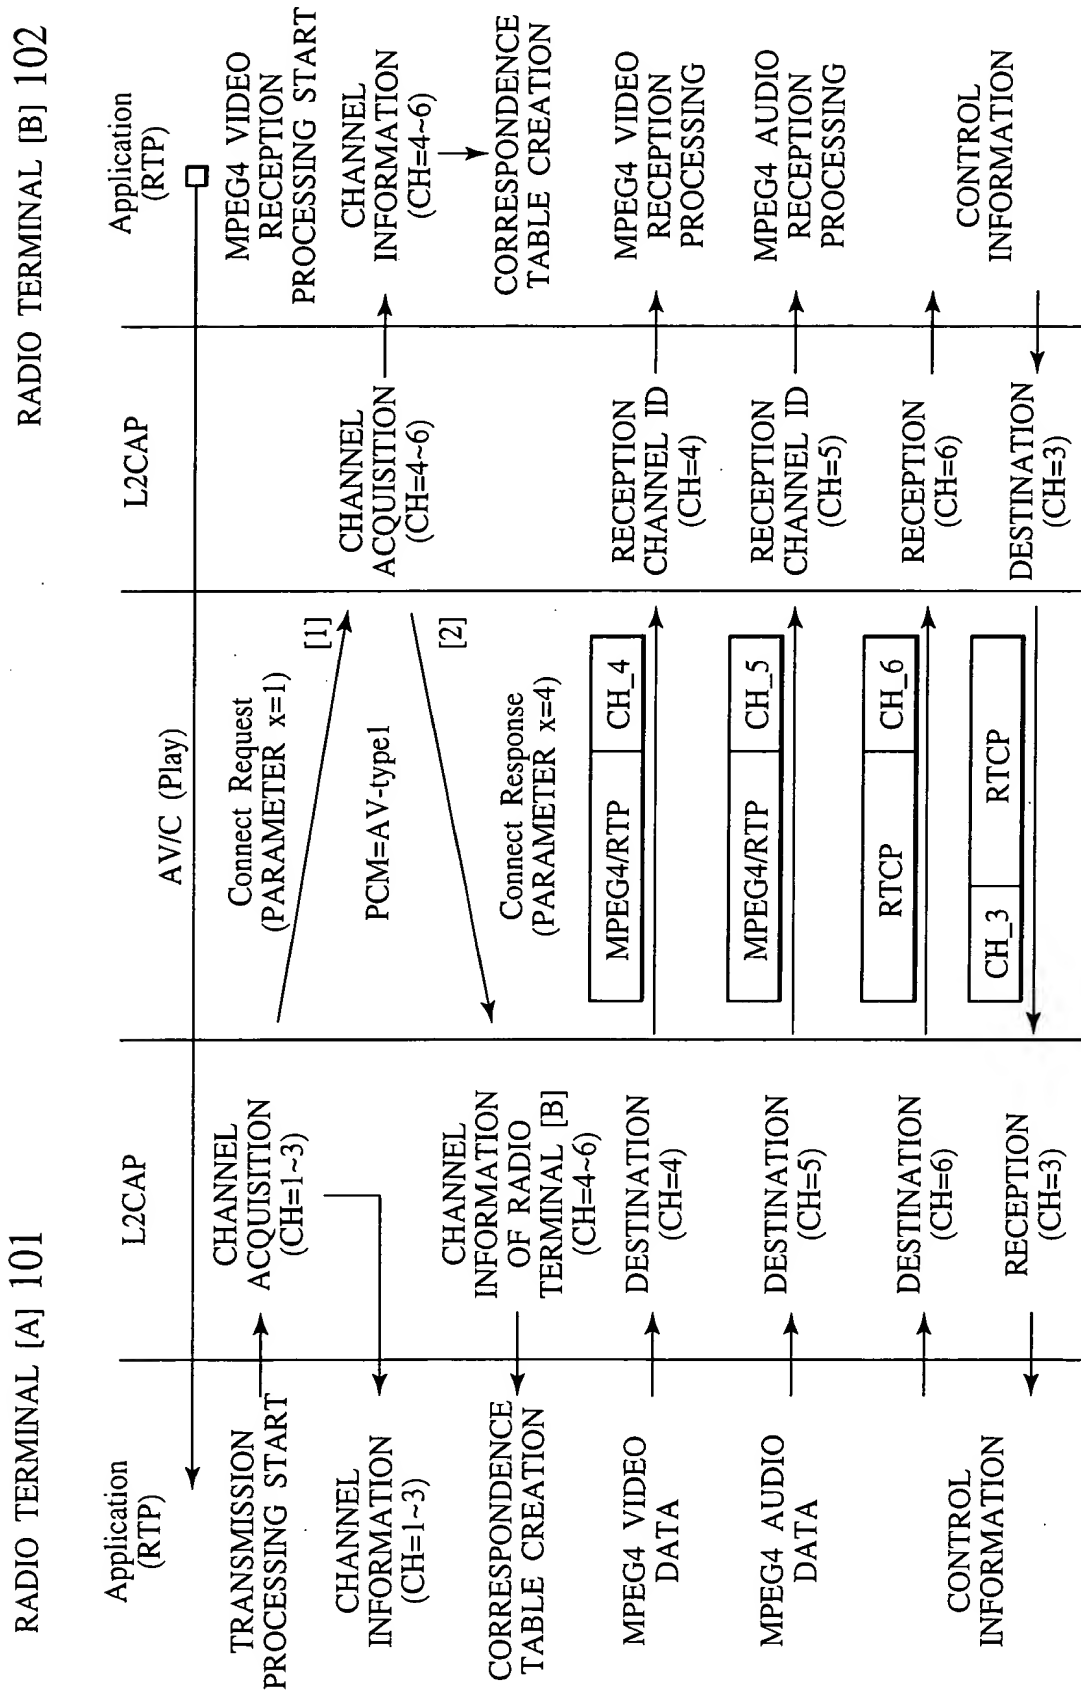 RADIO TERMINAL [A] 101
RADIO TERMINAL [B] 102
Application
(RTP)
L2CAP
L2CAP
Application
(RTP)
AV/C (Play)
TRANSMISSION
PROCESSING START
CHANNEL
ACQUISITION
(CH=1~3)
Connect Request
(PARAMETER x=1)
[1]
MPEG4 VIDEO
RECEPTION
PROCESSING START
CHANNEL
INFORMATION
(CH=1~3)
PCM=AV-type1
CHANNEL
ACQUISITION
(CH=4~6)
CHANNEL
INFORMATION
(CH=4~6)
[2]
CORRESPONDENCE
TABLE CREATION
CHANNEL
INFORMATION
OF RADIO
TERMINAL [B]
(CH=4~6)
Connect Response
(PARAMETER x=4)
CORRESPONDENCE
TABLE CREATION
MPEG4 VIDEO
DATA
DESTINATION
(CH=4)
MPEG4/RTP CH_4
RECEPTION
CHANNEL ID
(CH=4)
MPEG4 VIDEO
RECEPTION
PROCESSING
MPEG4 AUDIO
DATA
DESTINATION
(CH=5)
MPEG4/RTP CH_5
RECEPTION
CHANNEL ID
(CH=5)
MPEG4 AUDIO
RECEPTION
PROCESSING
CONTROL
INFORMATION
DESTINATION
(CH=6)
RTCP CH_6
RECEPTION
(CH=6)
CONTROL
INFORMATION
RECEPTION
(CH=3)
CH_3 RTCP
DESTINATION
(CH=3)